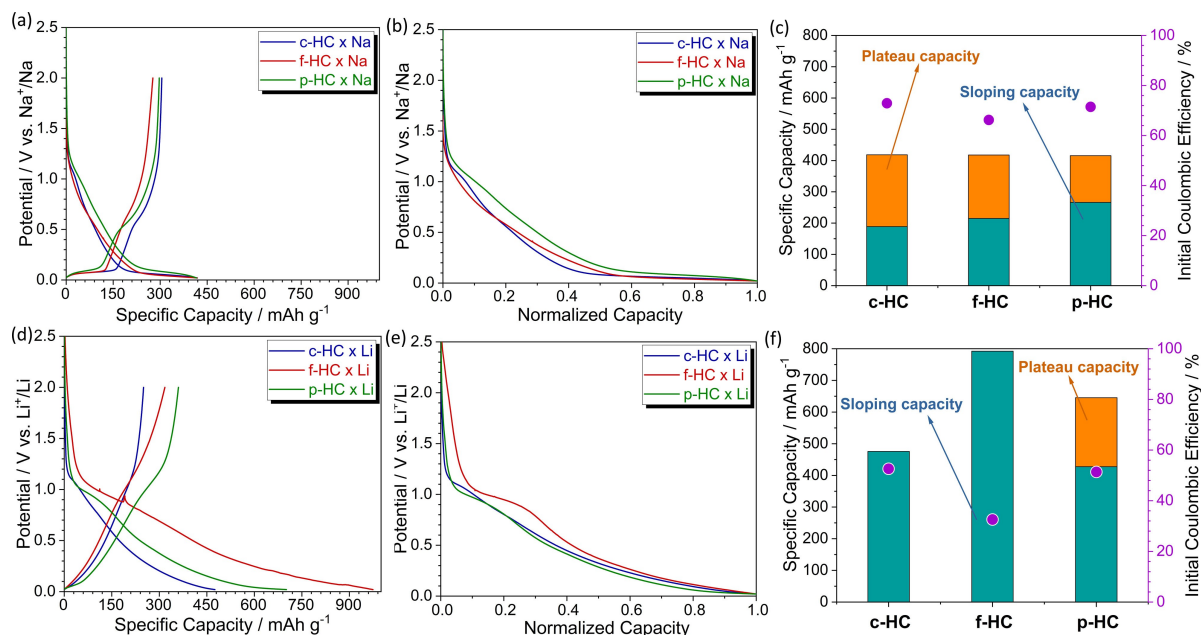 (a)
2.5
2.0
1.5
1.0
0.5
0.0
Potential / V vs. Na⁺/Na
c-HC x Na
f-HC x Na
p-HC x Na
0 150 300 450 600 750 900
Specific Capacity / mAh g⁻¹
(b)
2.5
2.0
1.5
1.0
0.5
0.0
Potential / V vs. Na⁺/Na
c-HC x Na
f-HC x Na
p-HC x Na
0.0 0.2 0.4 0.6 0.8 1.0
Normalized Capacity
(c)
800
700
600
500
400
300
200
100
0
Specific Capacity / mAh g⁻¹
Plateau capacity
Sloping capacity
c-HC f-HC p-HC
100
80
60
40
20
0
Initial Coulombic Efficiency / %
(d)
2.5
2.0
1.5
1.0
0.5
0.0
Potential / V vs. Li⁺/Li
c-HC x Li
f-HC x Li
p-HC x Li
0 150 300 450 600 750 900
Specific Capacity / mAh g⁻¹
(e)
2.5
2.0
1.5
1.0
0.5
0.0
Potential / V vs. Li⁺/Li
c-HC x Li
f-HC x Li
p-HC x Li
0.0 0.2 0.4 0.6 0.8 1.0
Normalized Capacity
(f)
800
700
600
500
400
300
200
100
0
Specific Capacity / mAh g⁻¹
Plateau capacity
Sloping capacity
c-HC f-HC p-HC
100
80
60
40
20
0
Initial Coulombic Efficiency / %